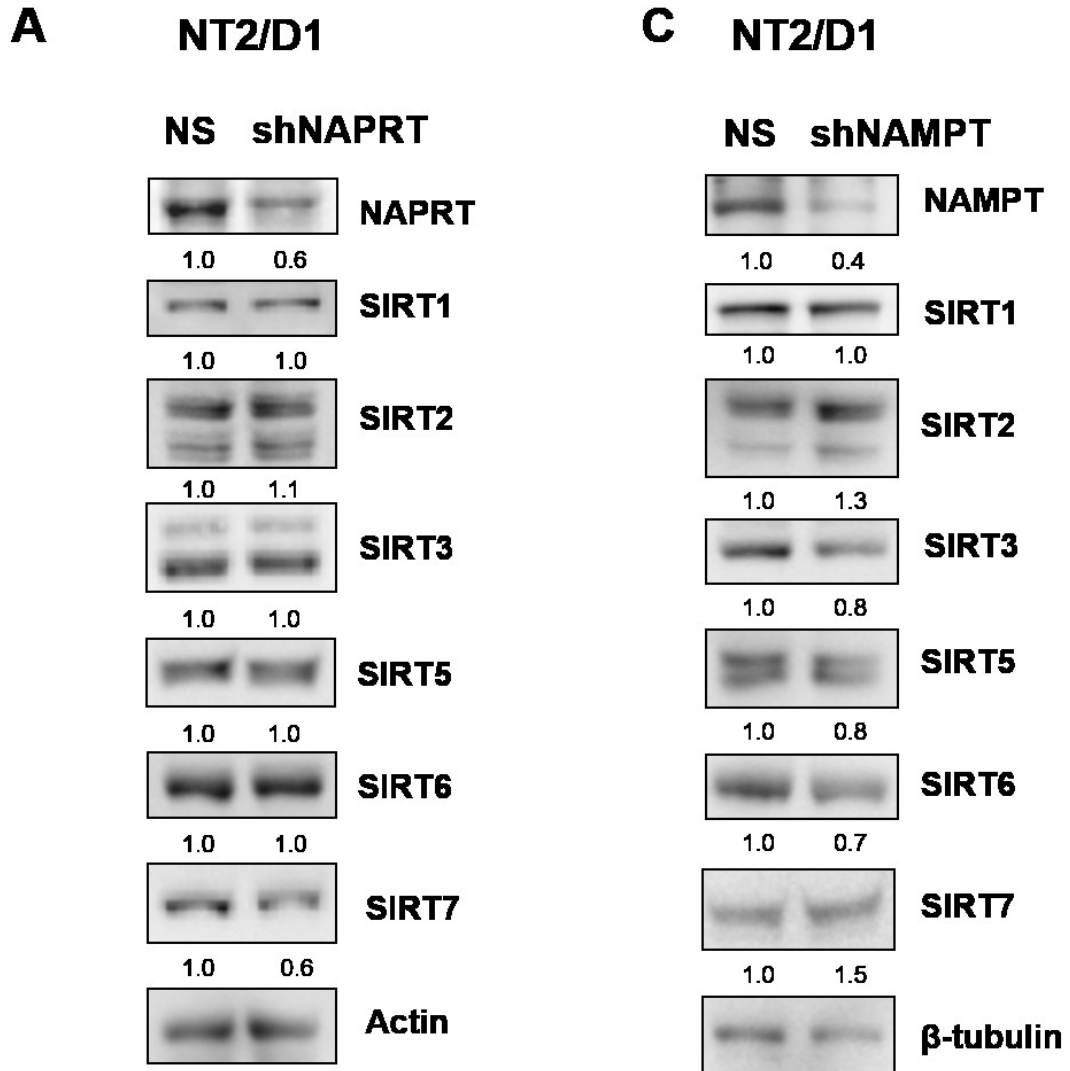 A
NT2/D1
NS shNAPRT
NAPRT
1.0 0.6
SIRT1
1.0 1.0
SIRT2
1.0 1.1
SIRT3
1.0 1.0
SIRT5
1.0 1.0
SIRT6
1.0 1.0
SIRT7
1.0 0.6
Actin
C
NT2/D1
NS shNAMPT
NAMPT
1.0 0.4
SIRT1
1.0 1.0
SIRT2
1.0 1.3
SIRT3
1.0 0.8
SIRT5
1.0 0.8
SIRT6
1.0 0.7
SIRT7
1.0 1.5
β-tubulin